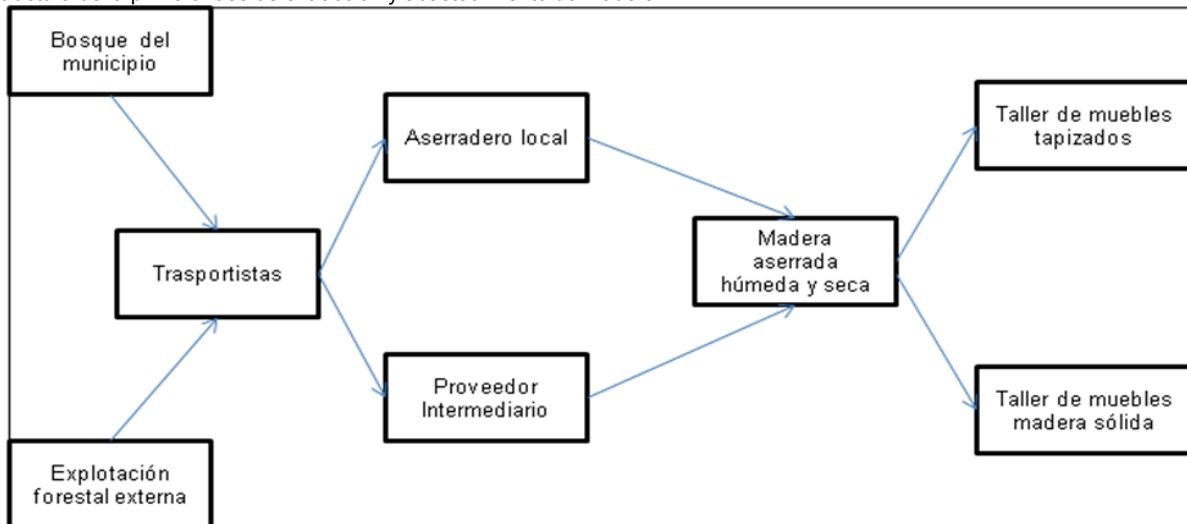 Bosque del
municipio
Aserradero local
Taller de muebles
tapizados
Trasportistas
Madera
aserrada
húmeda y seca
Proveedor
Intermediario
Taller de muebles
madera sólida
Explotación
forestal externa